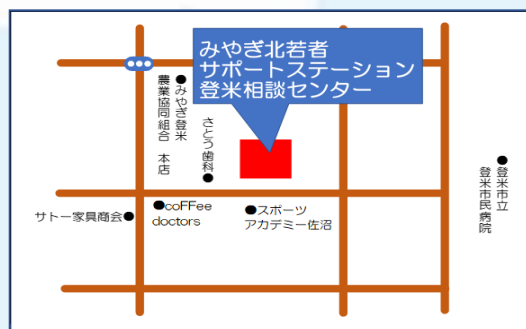 みやぎ北若者
サポートステーション
登米相談センター
●みやぎ登米
農業協同組合 本店
さとう歯科●
●登米市立
登米市民病院
サトー家具商会●
●coFFee
doctors
●スポーツ
アカデミー佐沼